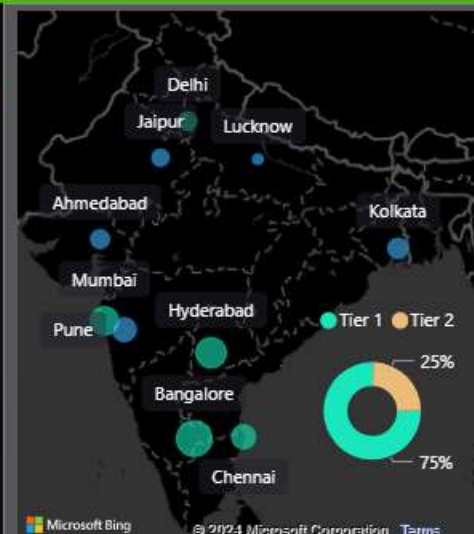 Delhi
Jaipur
Lucknow
Ahmedabad
Kolkata
Mumbai
Hyderabad
Tier 1 Tier 2
Pune
25%
Bangalore
75%
Chennai
Microsoft Bing
© 2024 Microsoft Corporation Terms